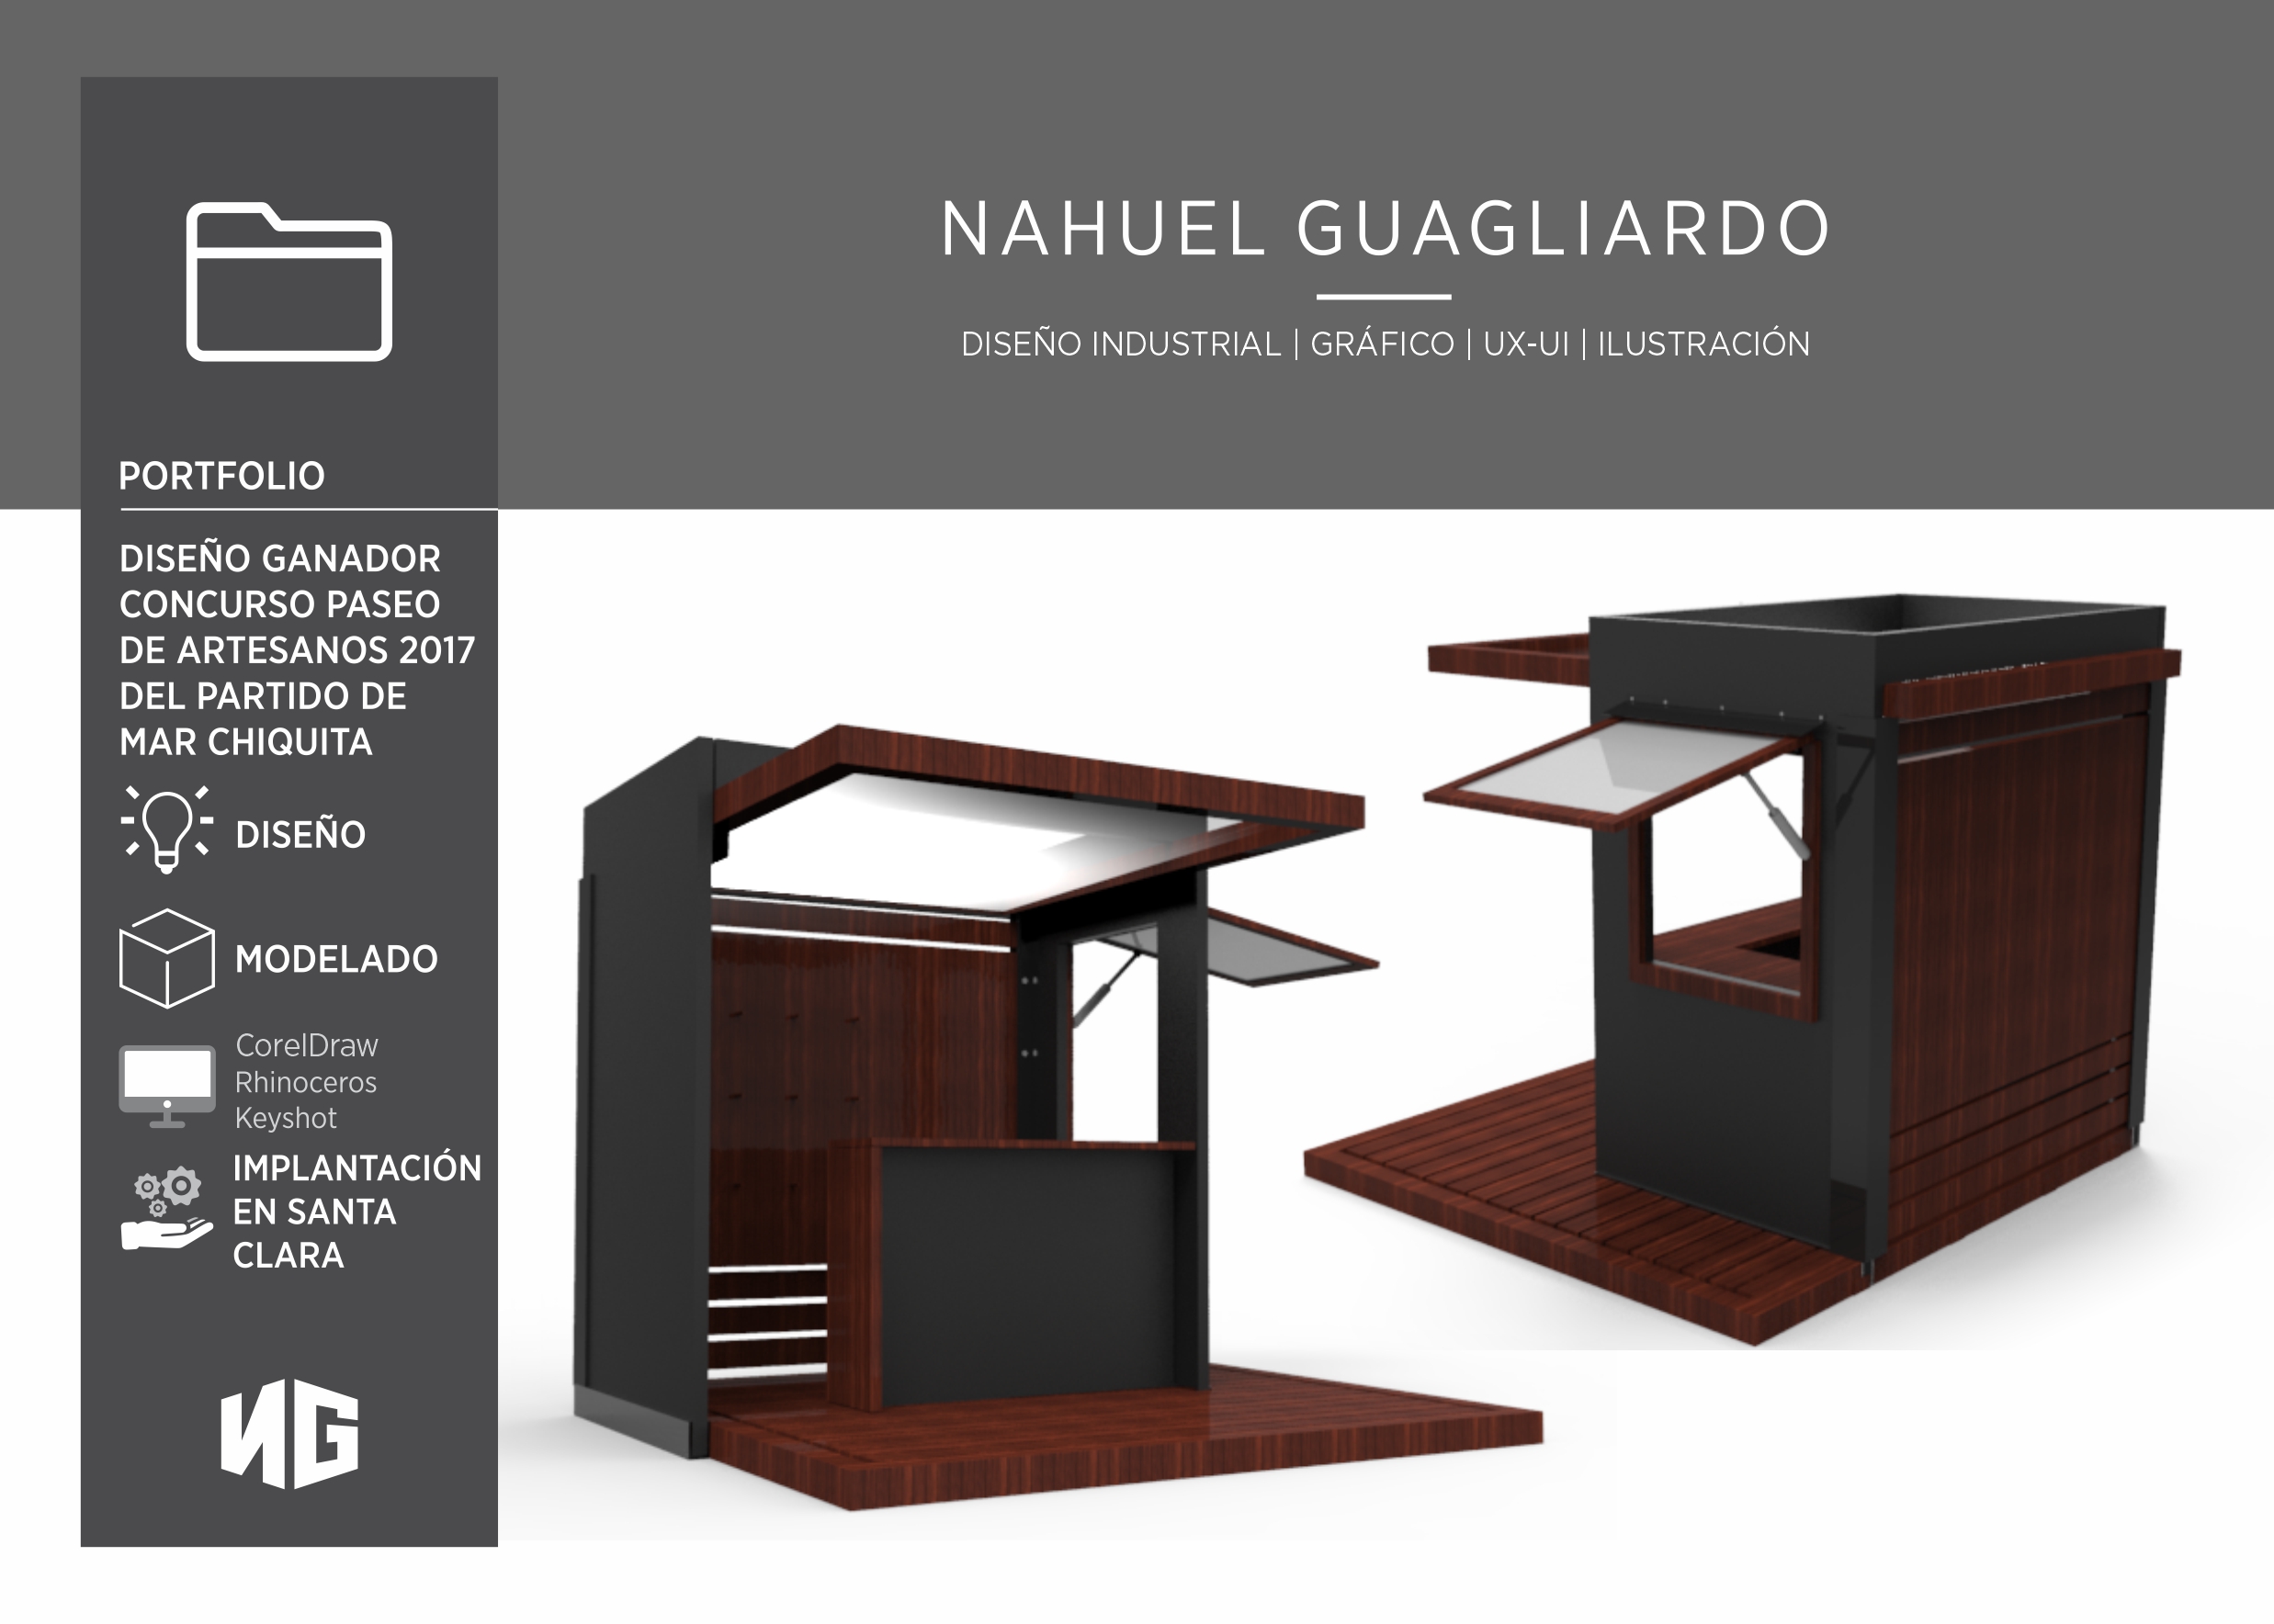 NAHUEL GUAGLIARDO
DISEÑO INDUSTRIAL | GRÁFICO | UX-UI | ILUSTRACIÓN
PORTFOLIO
DISEÑO GANADOR
CONCURSO PASEO
DE ARTESANOS 2017
DEL PARTIDO DE
MAR CHIQUITA
DISEÑO
MODELADO
CorelDraw
Rhinoceros
Keyshot
IMPLANTACIÓN
EN SANTA
CLARA
NG